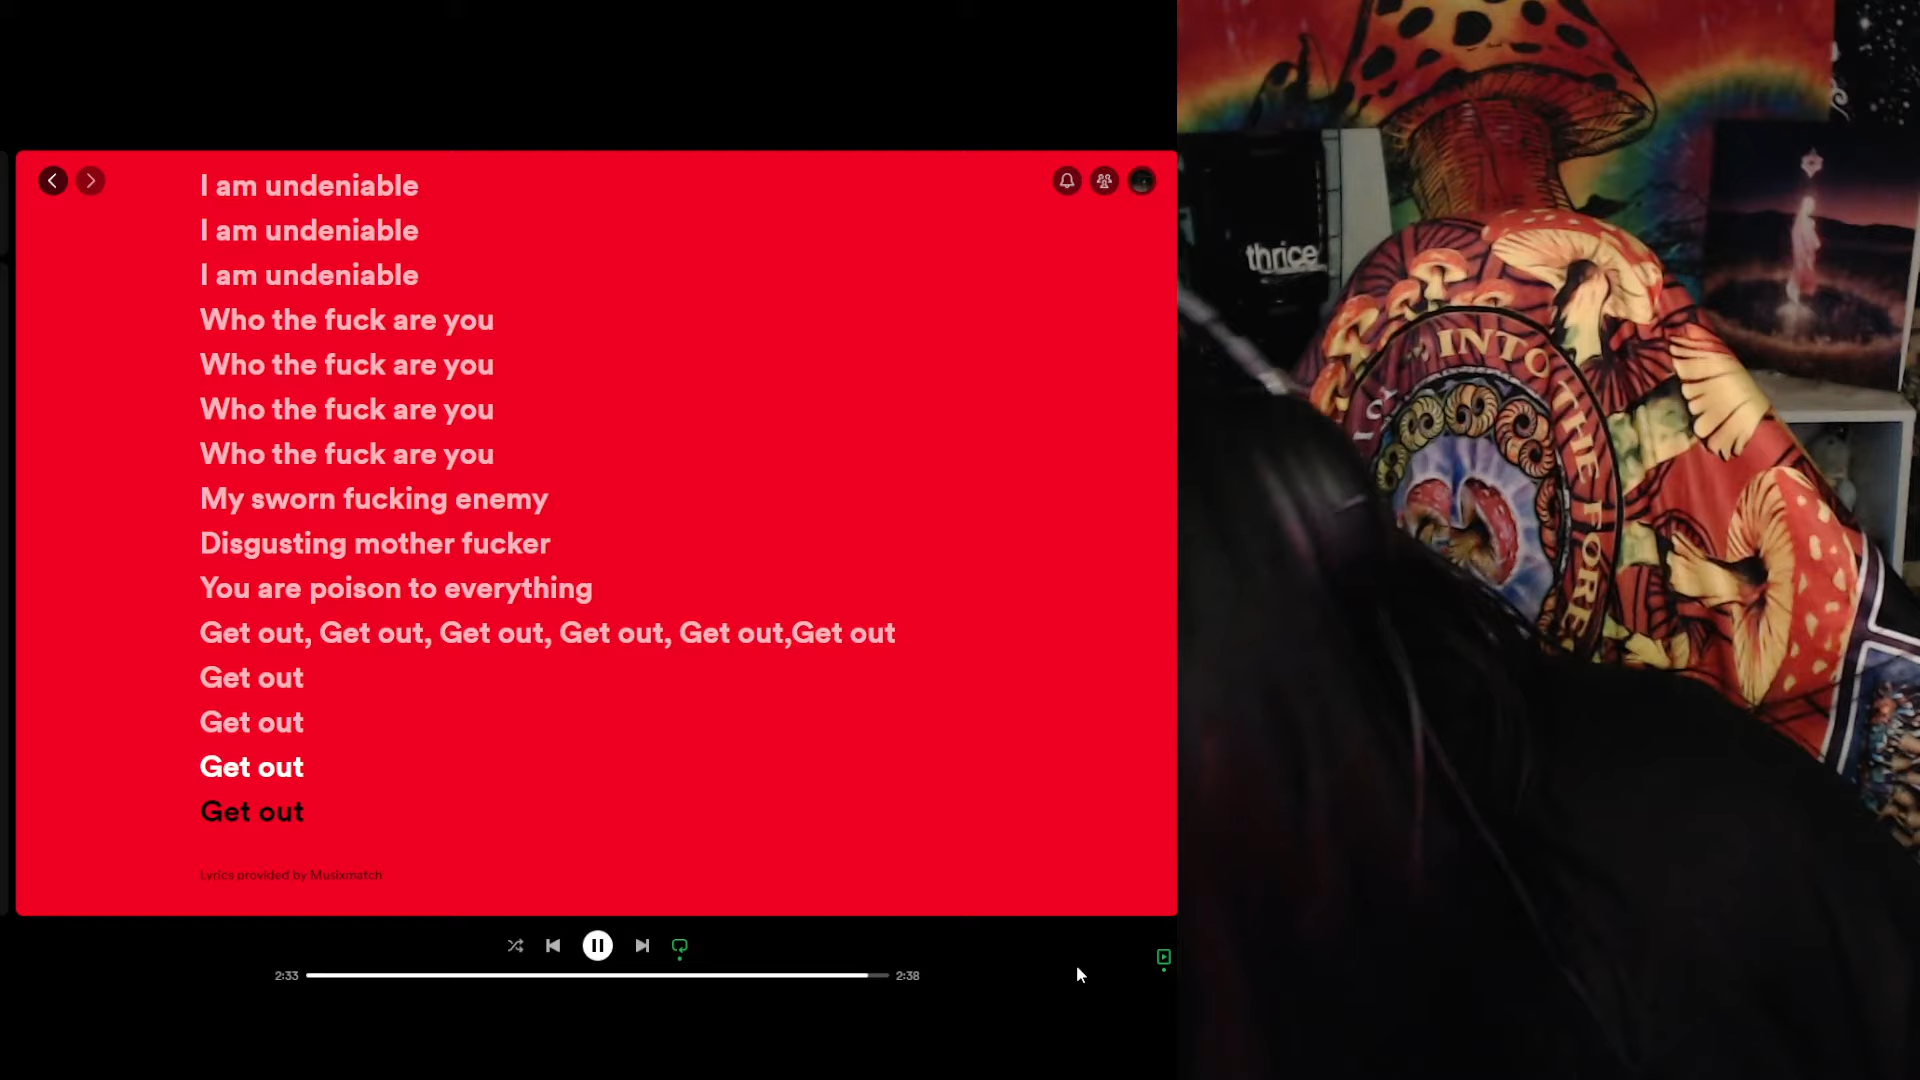 I am undeniable
I am undeniable
I am undeniable
Who the fuck are you
Who the fuck are you
Who the fuck are you
Who the fuck are you
My sworn fucking enemy
Disgusting mother fucker
You are poison to everything
Get out, Get out, Get out, Get out, Get out,Get out
Get out
Get out
Get out
Get out
Lyrics provided by Musixmatch
2:33
2:38
thrice
INTO THE FORE